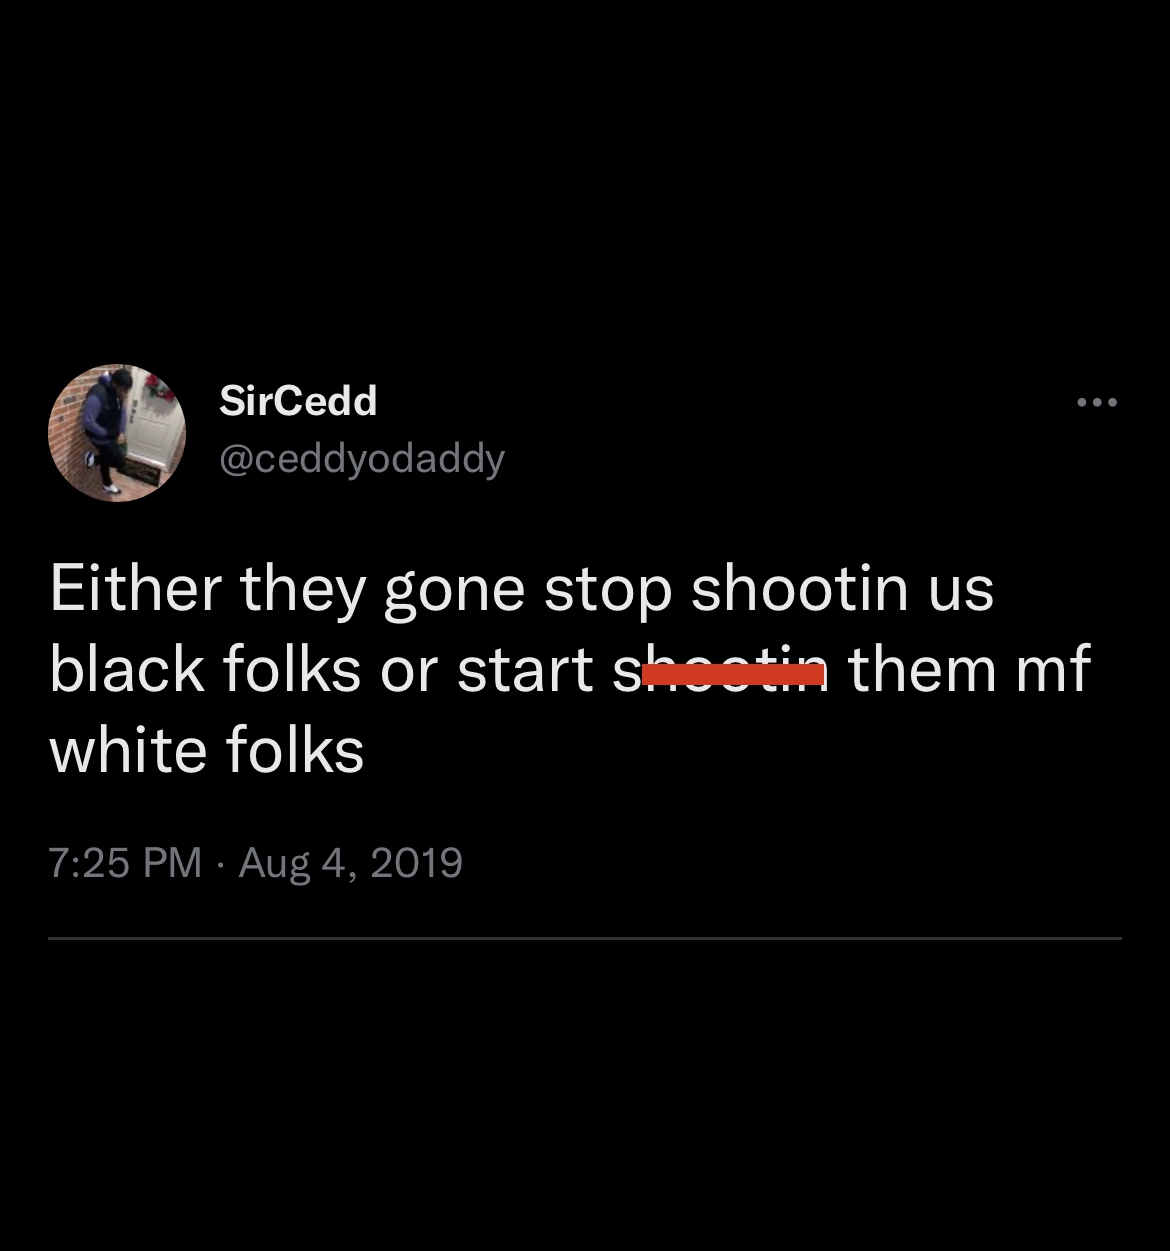 SirCedd
@ceddyodaddy
Either they gone stop shootin us
black folks or start shootin them mf
white folks
7:25 PM · Aug 4, 2019